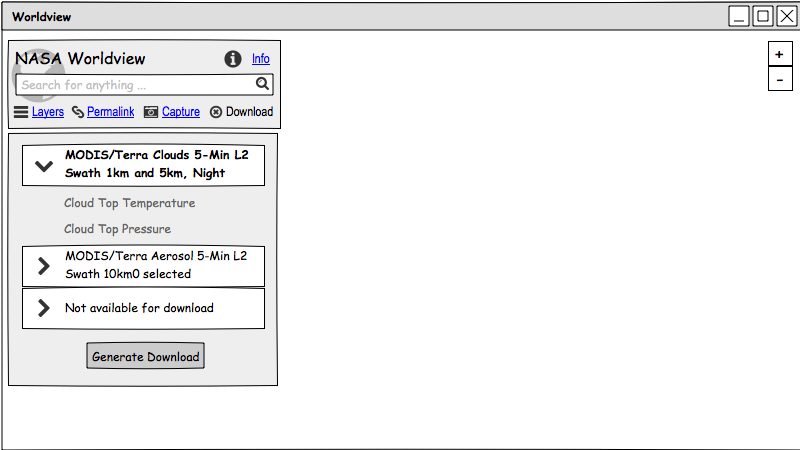 Worldview
NASA Worldview
Info
Search for anything ...
Layers Permalink Capture Download
MODIS/Terra Clouds 5-Min L2
Swath 1km and 5km, Night
Cloud Top Temperature
Cloud Top Pressure
MODIS/Terra Aerosol 5-Min L2
Swath 10km0 selected
Not available for download
Generate Download
+
-